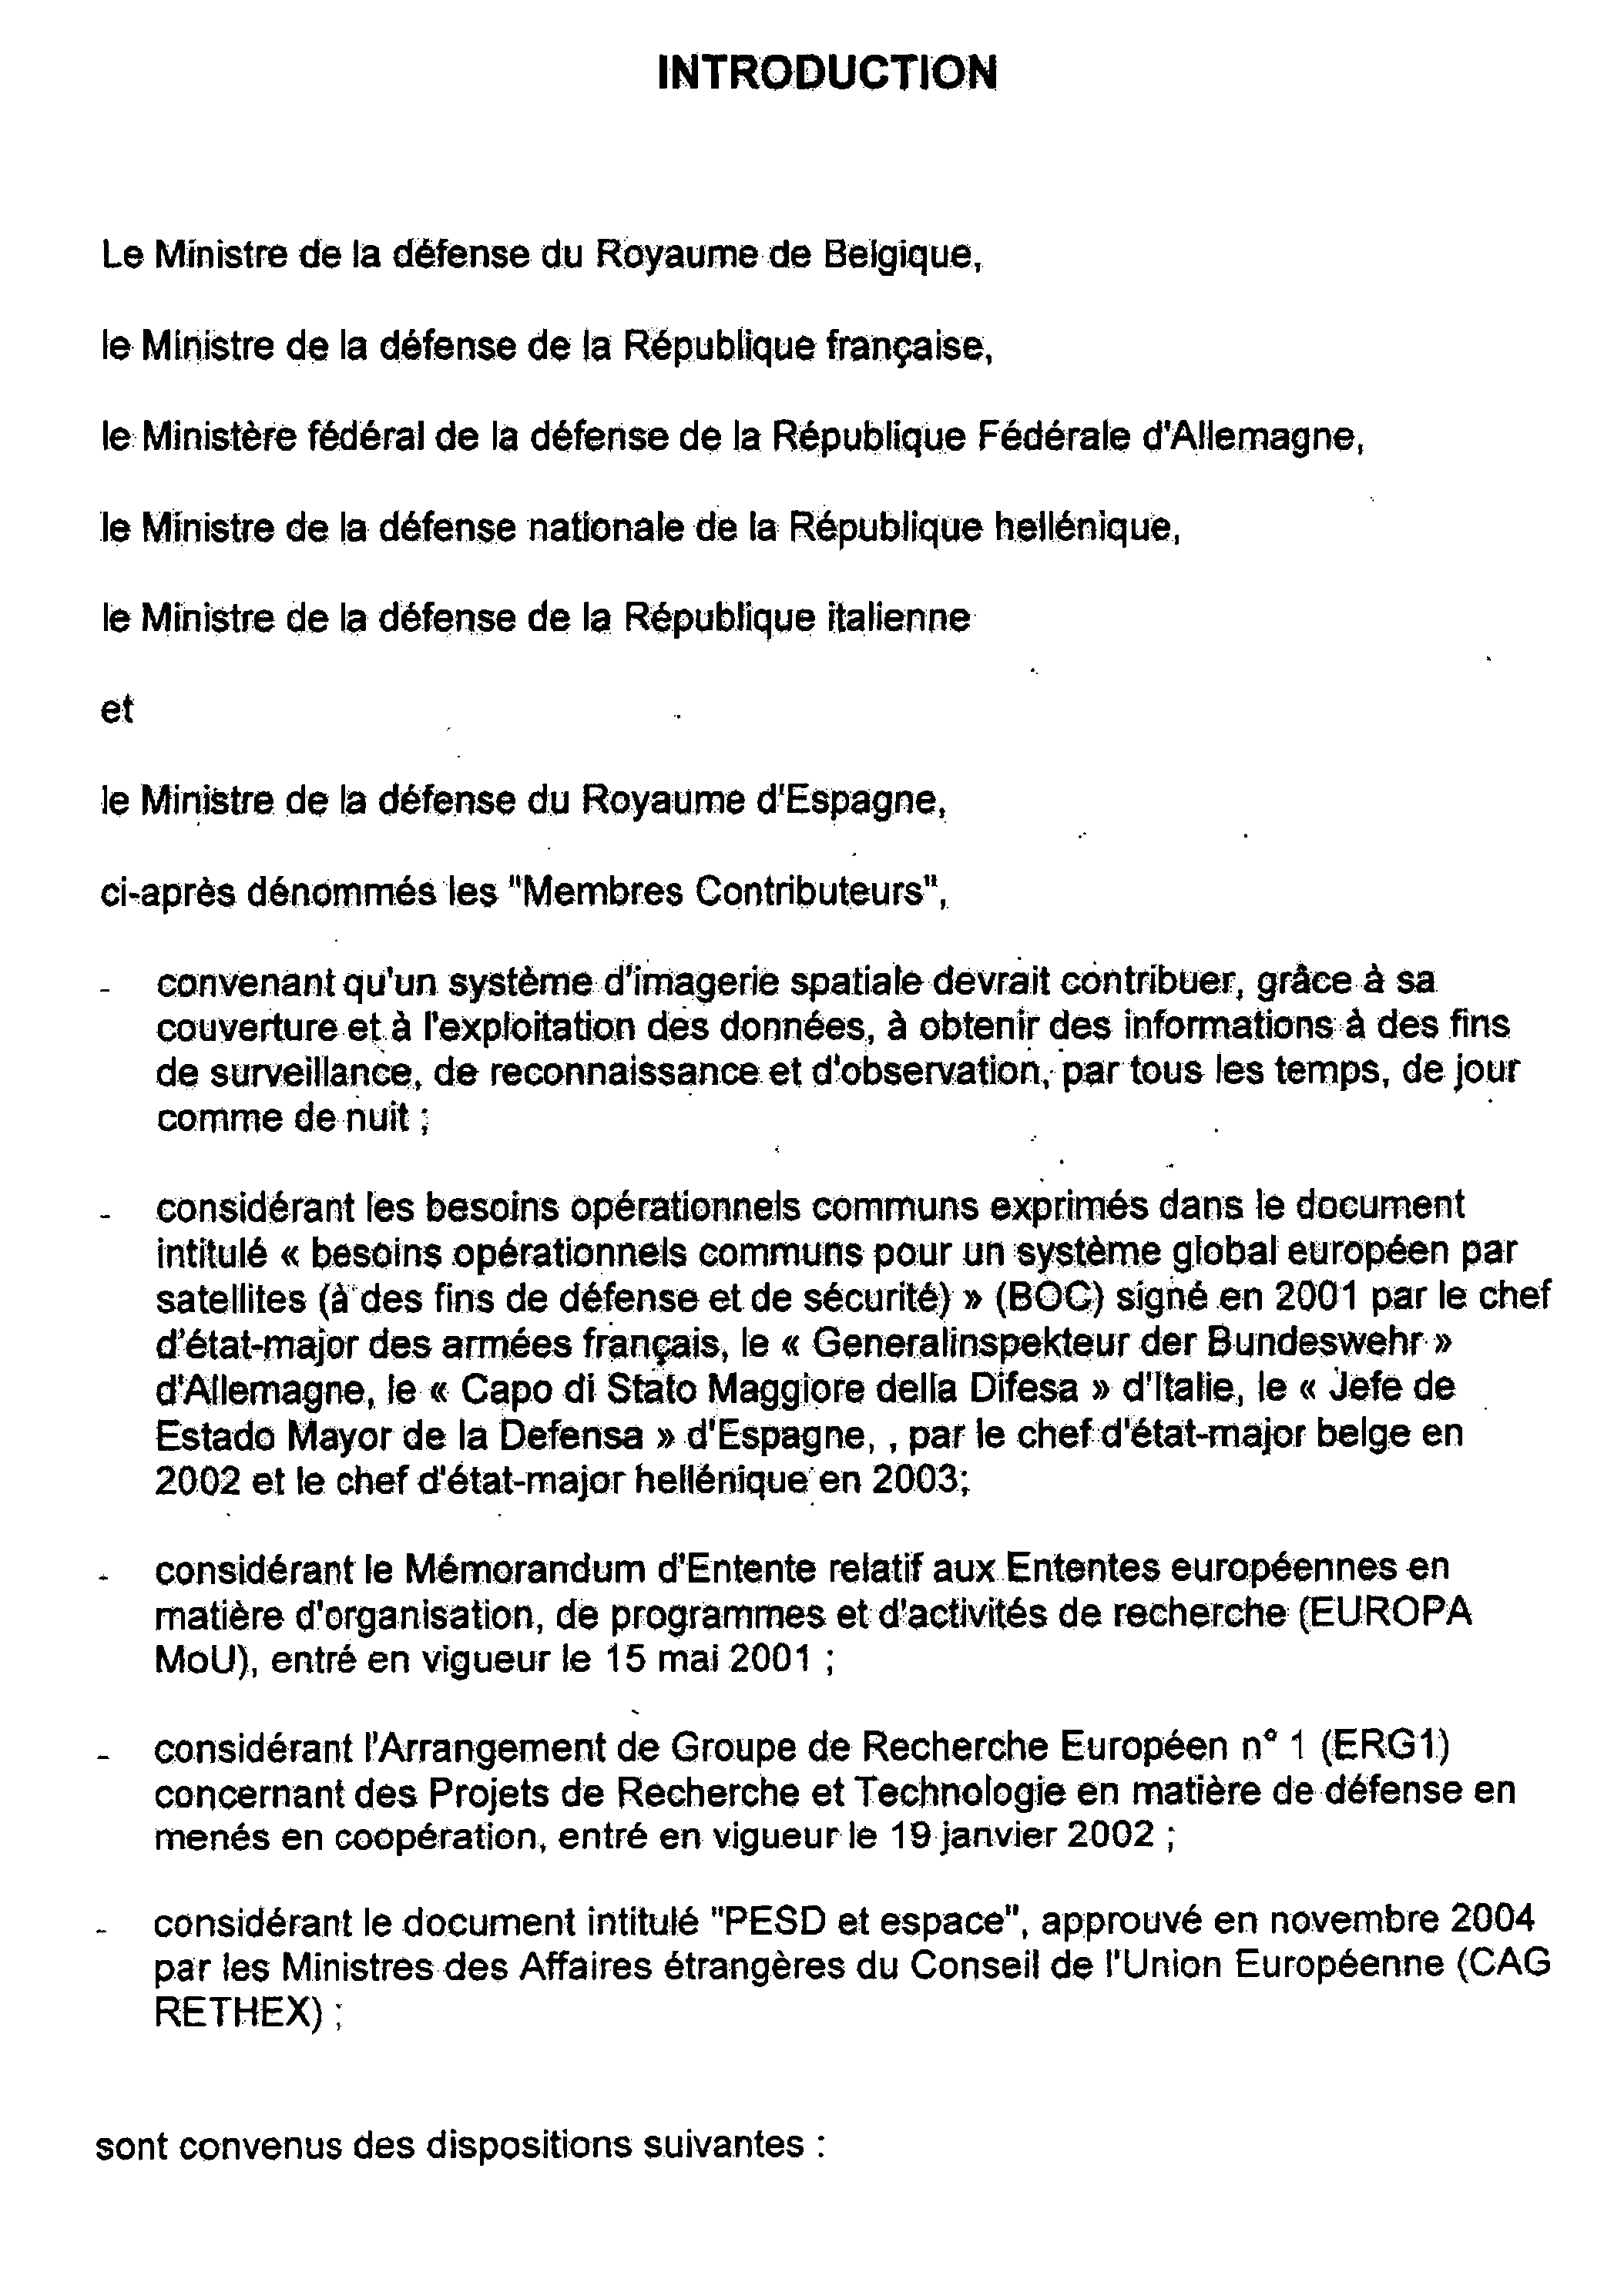 INTRODUCTION
Le Ministre de la défense du Royaume de Belgique,
le Ministre de la défense de la République française,
le Ministère fédéral de la défense de la République Fédérale d'Allemagne,
le Ministre de la défense nationale de la République hellénique,
le Ministre de la défense de la République italienne
et
le Ministre de la défense du Royaume d'Espagne,
ci-après dénommés les "Membres Contributeurs",
- convenant qu'un système d'imagerie spatiale devrait contribuer, grâce à sa
couverture et à l'exploitation des données, à obtenir des informations à des fins
de surveillance, de reconnaissance et d'observation, par tous les temps, de jour
comme de nuit ;
- considérant les besoins opérationnels communs exprimés dans le document
intitulé « besoins opérationnels communs pour un système global européen par
satellites (à des fins de défense et de sécurité) » (BOC) signé en 2001 par le chef
d'état-major des armées français, le « Generalinspekteur der Bundeswehr »
d'Allemagne, le « Capo di Stato Maggiore della Difesa » d'Italie, le « Jefe de
Estado Mayor de la Defensa » d'Espagne, , par le chef d'état-major belge en
2002 et le chef d'état-major hellénique en 2003;
- considérant le Mémorandum d'Entente relatif aux Ententes européennes en
matière d'organisation, de programmes et d'activités de recherche (EUROPA
MoU), entré en vigueur le 15 mai 2001 ;
- considérant l'Arrangement de Groupe de Recherche Européen n° 1 (ERG1)
concernant des Projets de Recherche et Technologie en matière de défense en
menés en coopération, entré en vigueur le 19 janvier 2002 ;
- considérant le document intitulé "PESD et espace", approuvé en novembre 2004
par les Ministres des Affaires étrangères du Conseil de l'Union Européenne (CAG
RETHEX) ;
sont convenus des dispositions suivantes :